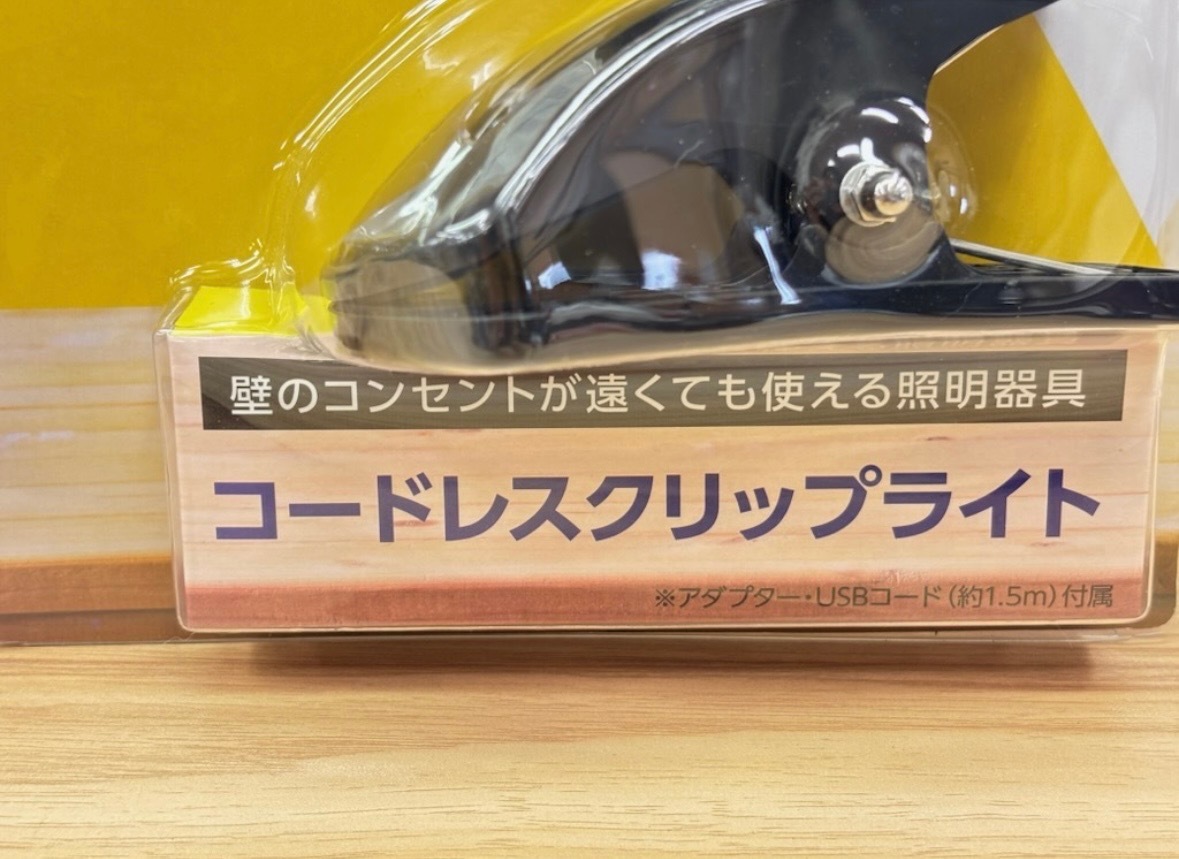 壁のコンセントが遠くても使える照明器具
コードレスクリップライト
※アダプター・USBコード(約1.5m)付属